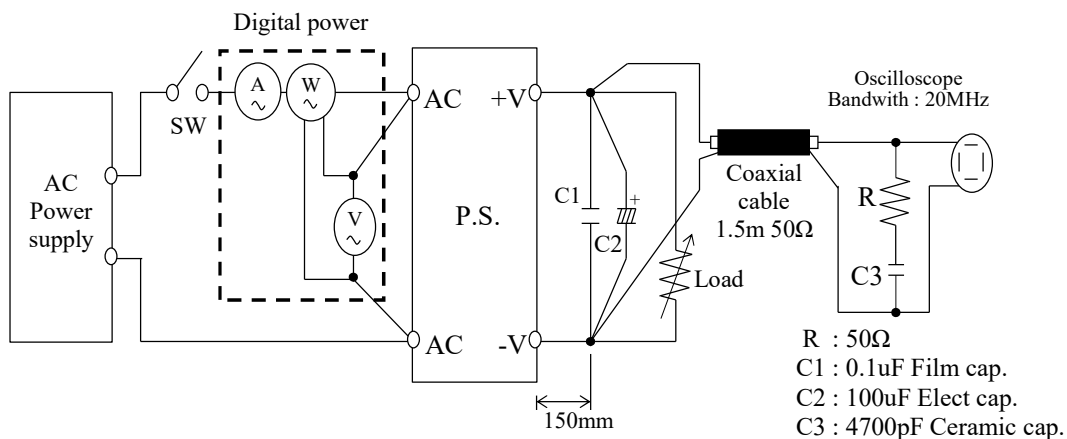 Digital power
SW
A
W
V
AC
Power
supply
AC
AC
P.S.
+V
-V
C1
C2
+
Load
150mm
Coaxial
cable
1.5m 50Ω
Oscilloscope
Bandwith : 20MHz
R
C3
R : 50Ω
C1 : 0.1uF Film cap.
C2 : 100uF Elect cap.
C3 : 4700pF Ceramic cap.